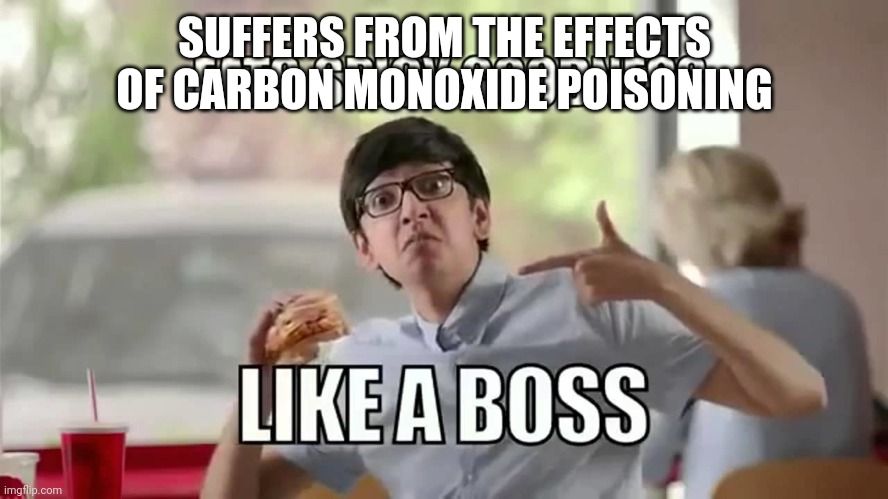 SUFFERS FROM THE EFFECTS
OF CARBON MONOXIDE POISONING
LIKE A BOSS
imgflip.com